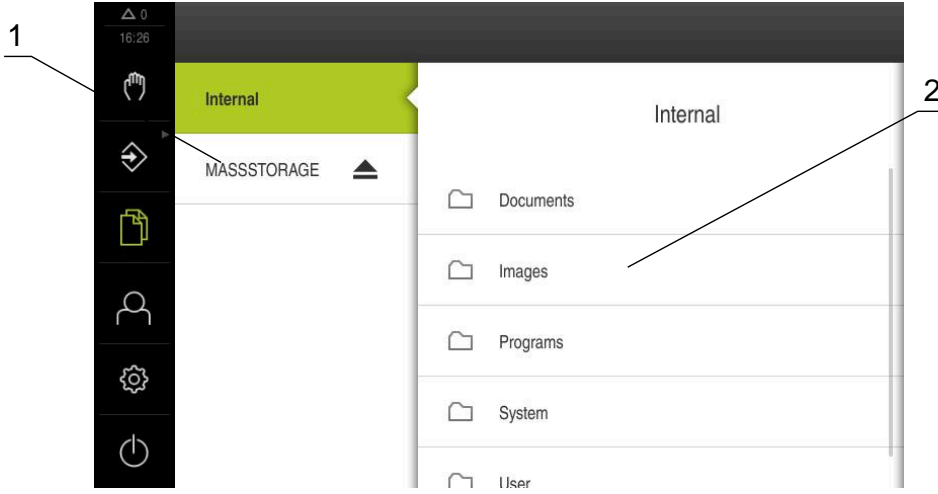 1
0
16:26
Internal
MASSSTORAGE
Internal
2
Documents
Images
Programs
System
User